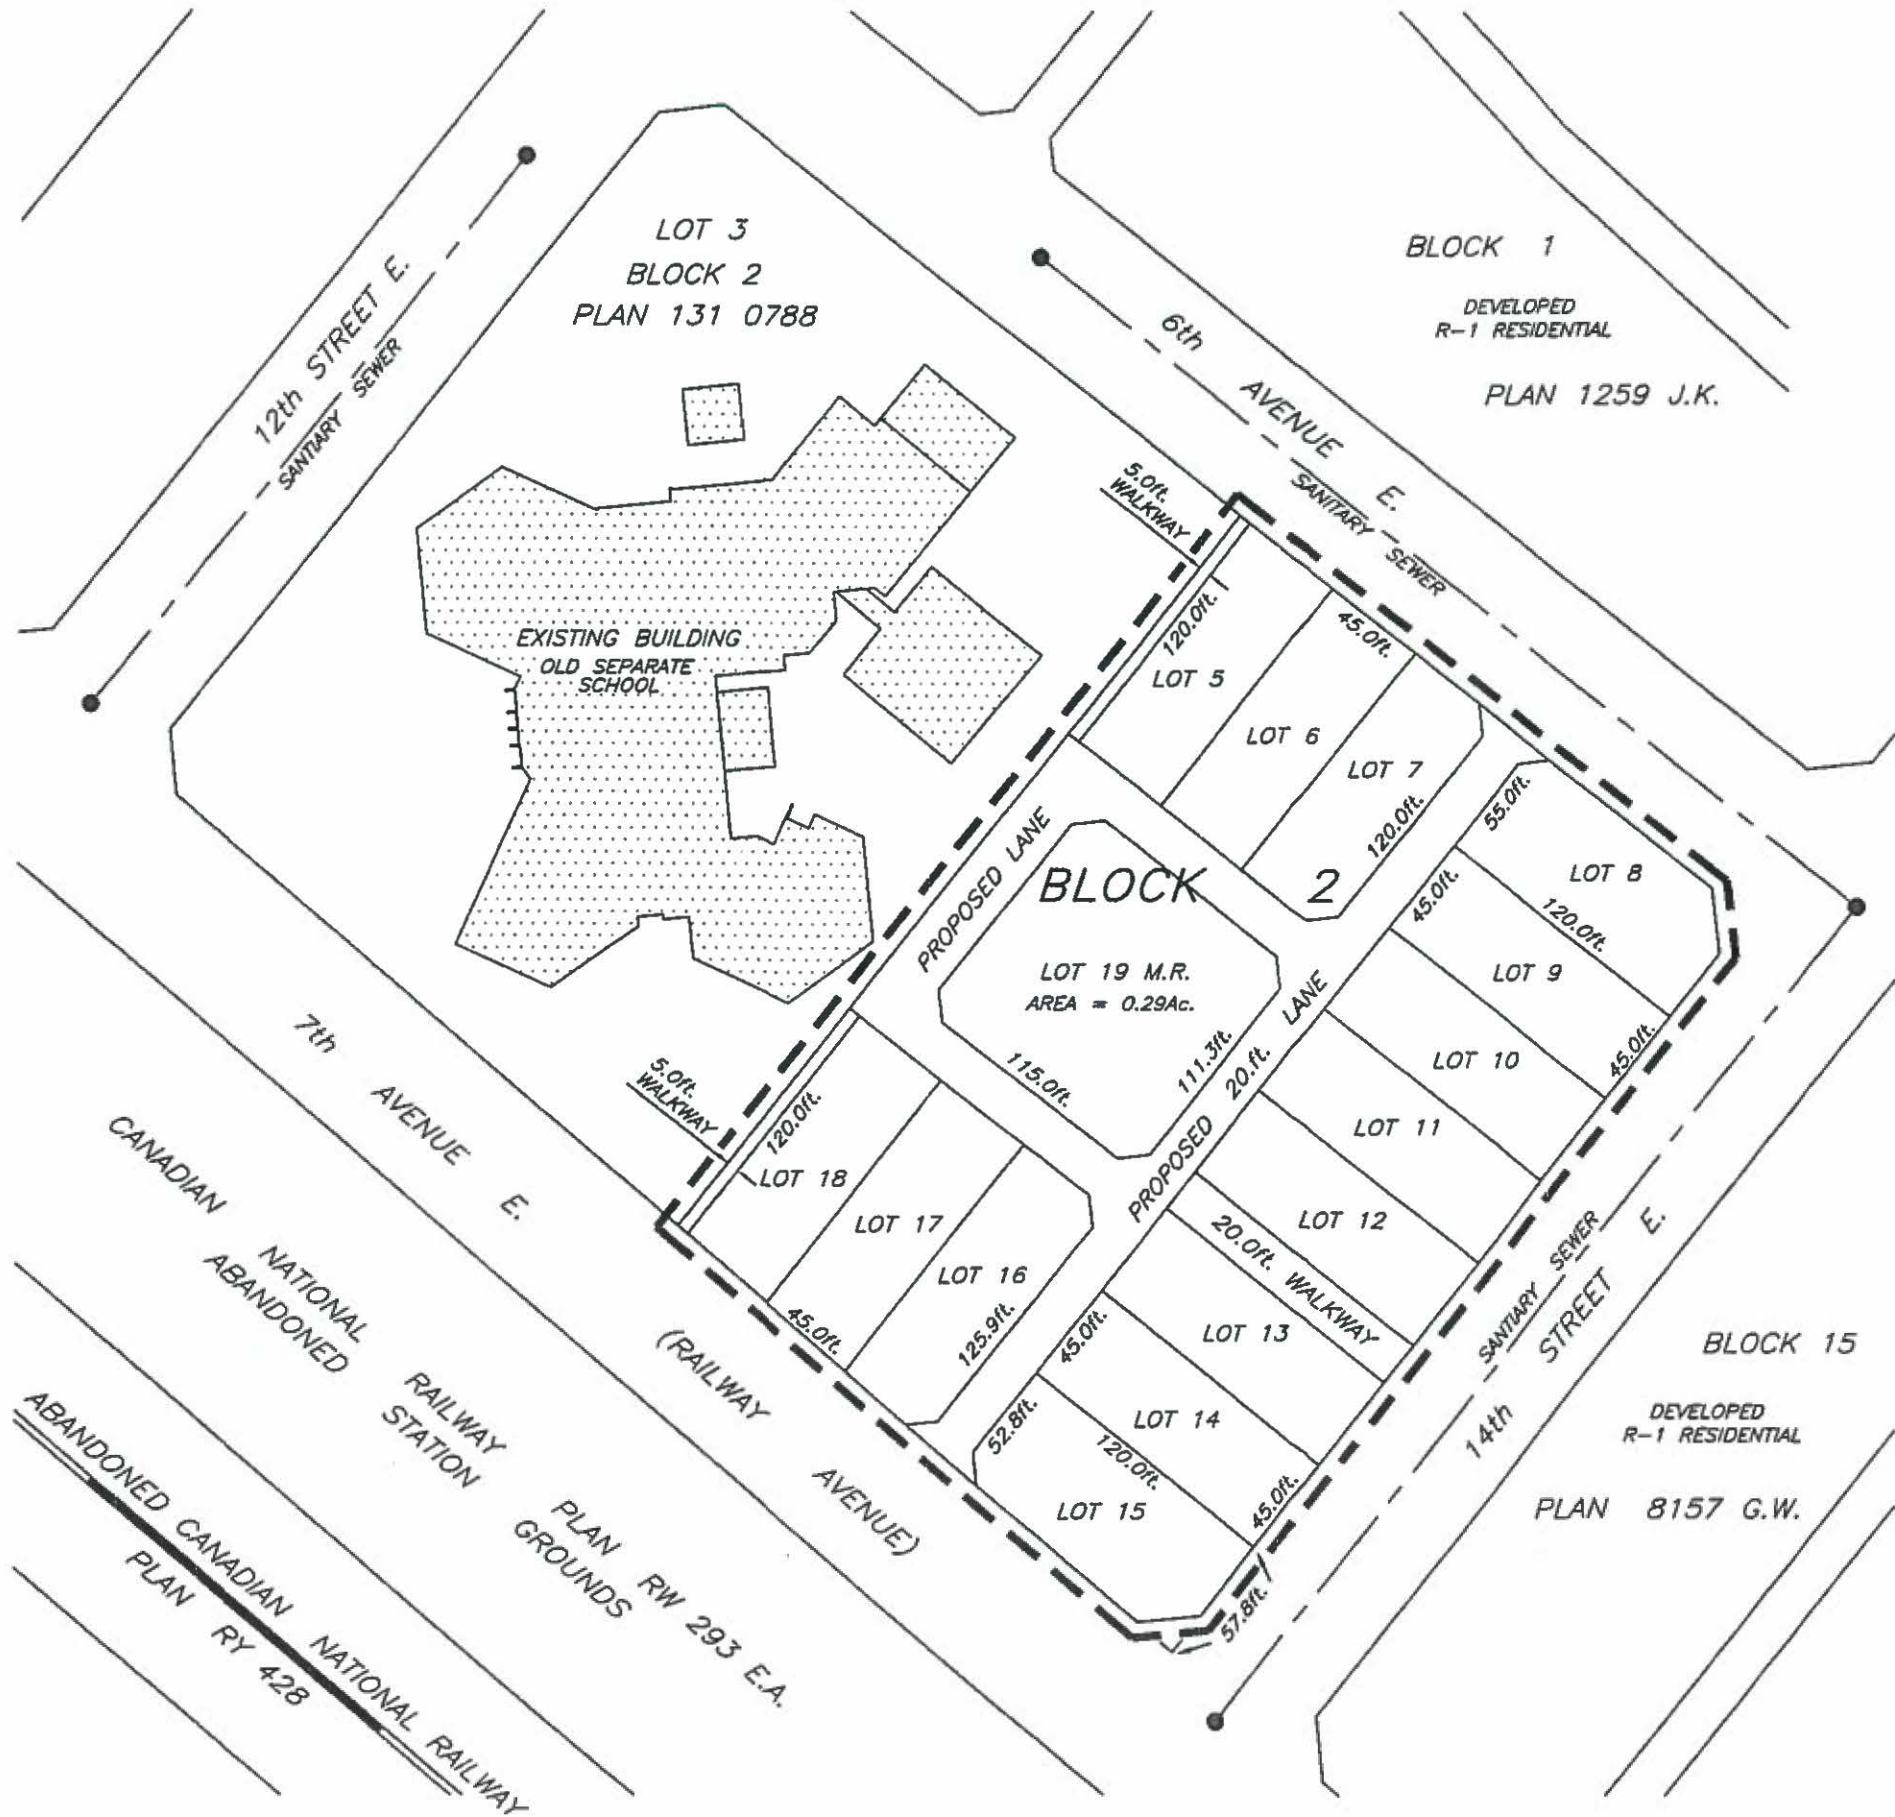 LOT 3
BLOCK 2
PLAN 131 0788
12th STREET E.
SANTIARY SEWER
BLOCK 1
DEVELOPED
R-1 RESIDENTIAL
PLAN 1259 J.K.
6th AVENUE E.
SANITARY SEWER
EXISTING BUILDING
OLD SEPARATE
SCHOOL
5.0ft.
WALKWAY
120.0ft.
LOT 5
45.0ft.
LOT 6
LOT 7
120.0ft.
55.0ft.
LOT 8
45.0ft.
120.0ft.
LOT 9
45.0ft.
LOT 10
LOT 11
LOT 12
20.0ft. WALKWAY
LOT 13
45.0ft.
LOT 14
52.8ft.
120.0ft.
45.0ft.
LOT 15
57.8ft.
PROPOSED LANE
BLOCK 2
LOT 19 M.R.
AREA = 0.29Ac.
115.0ft.
111.3ft.
PROPOSED 20.ft. LANE
5.0ft.
WALKWAY
120.0ft.
LOT 18
LOT 17
LOT 16
45.0ft.
125.9ft.
7th AVENUE E. (RAILWAY AVENUE)
CANADIAN NATIONAL RAILWAY PLAN RW 293 E.A.
ABANDONED STATION GROUNDS
ABANDONED CANADIAN NATIONAL RAILWAY
PLAN RY 428
SANTIARY SEWER
14th STREET E.
BLOCK 15
DEVELOPED
R-1 RESIDENTIAL
PLAN 8157 G.W.